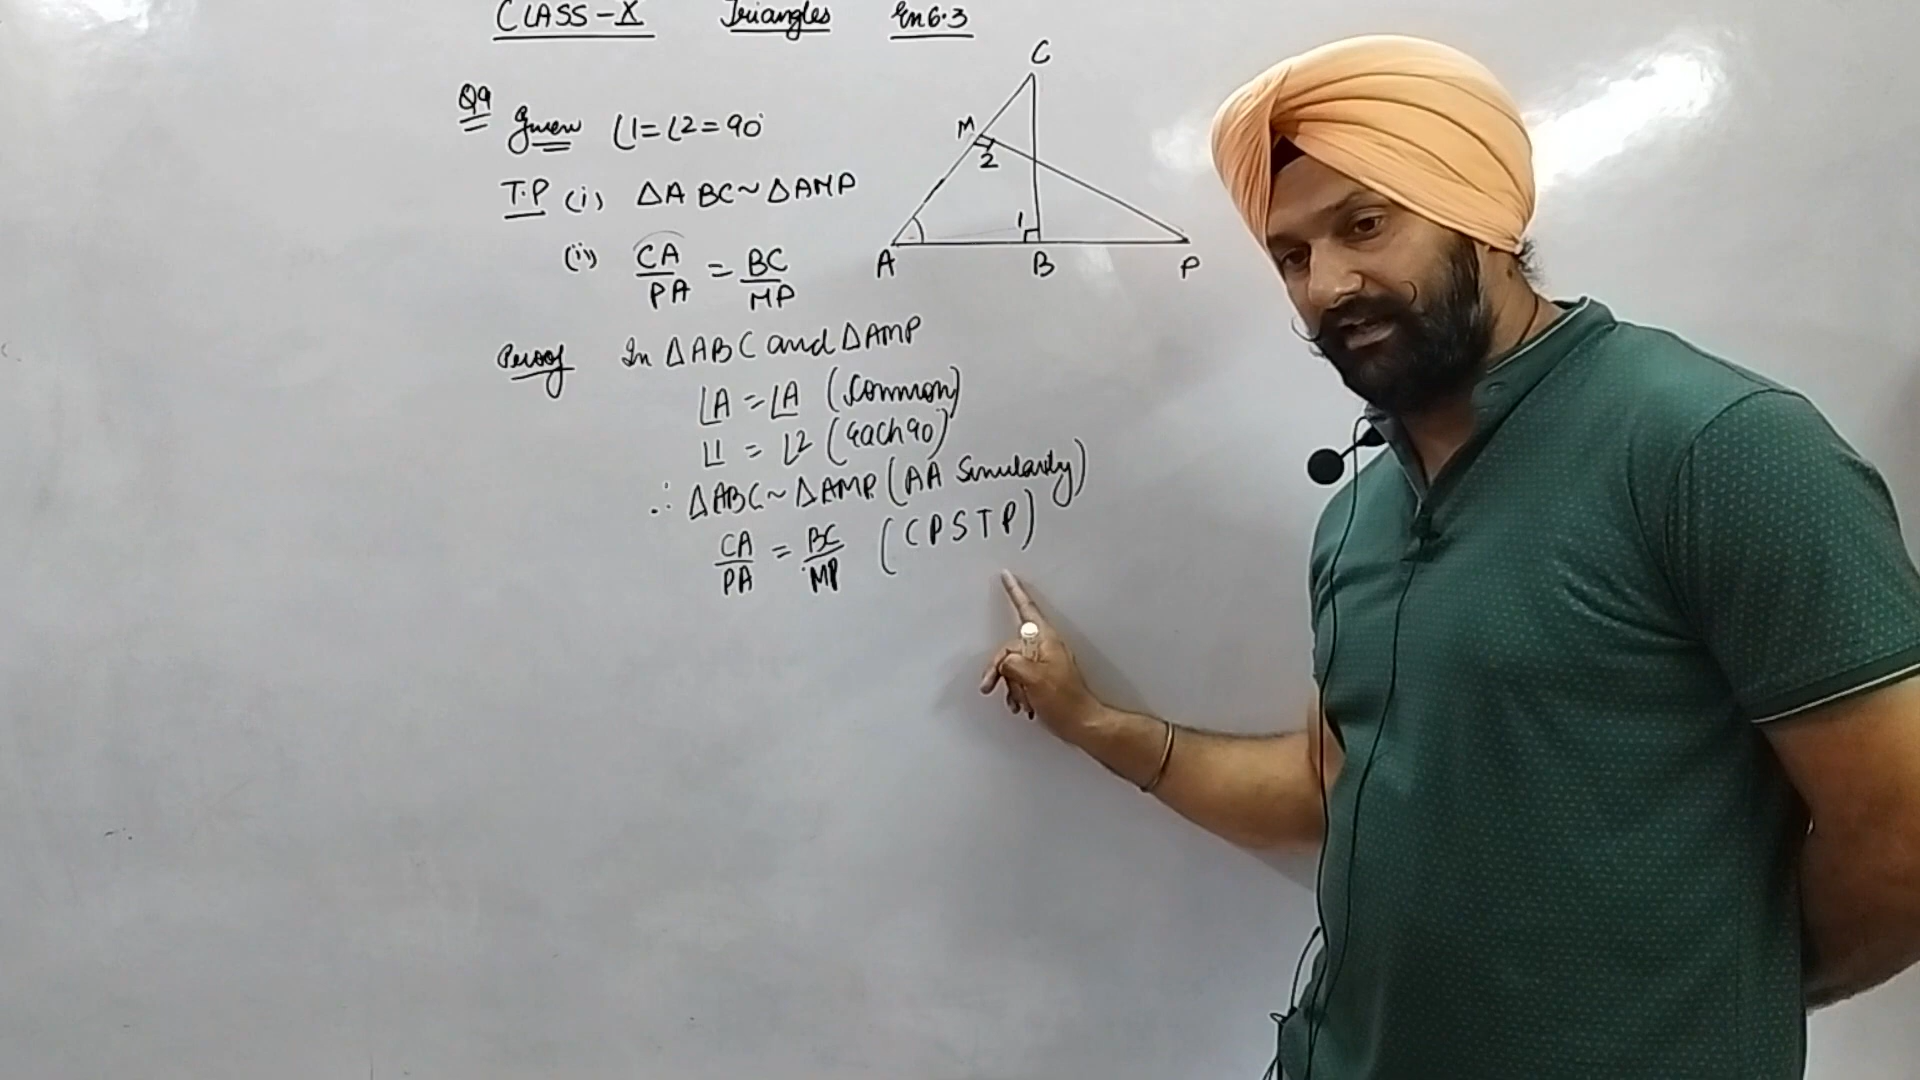 CLASS-X Triangles Ex 6.3
Q9 Given ∠1=∠2=90°
T.P (i) ΔABC ~ ΔAMP
(ii) CA/PA = BC/MP
C
M
2
1
A B P
Proof In ΔABC and ΔAMP
∠A = ∠A (Common)
∠1 = ∠2 (each 90°)
∴ ΔABC ~ ΔAMP (AA Similarity)
CA/PA = BC/MP (CPSTP)